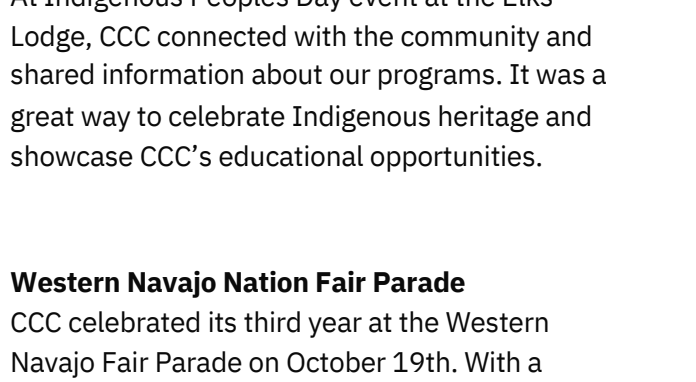 At Indigenous Peoples Day event at the Elks
Lodge, CCC connected with the community and
shared information about our programs. It was a
great way to celebrate Indigenous heritage and
showcase CCC’s educational opportunities.
Western Navajo Nation Fair Parade
CCC celebrated its third year at the Western
Navajo Fair Parade on October 19th. With a